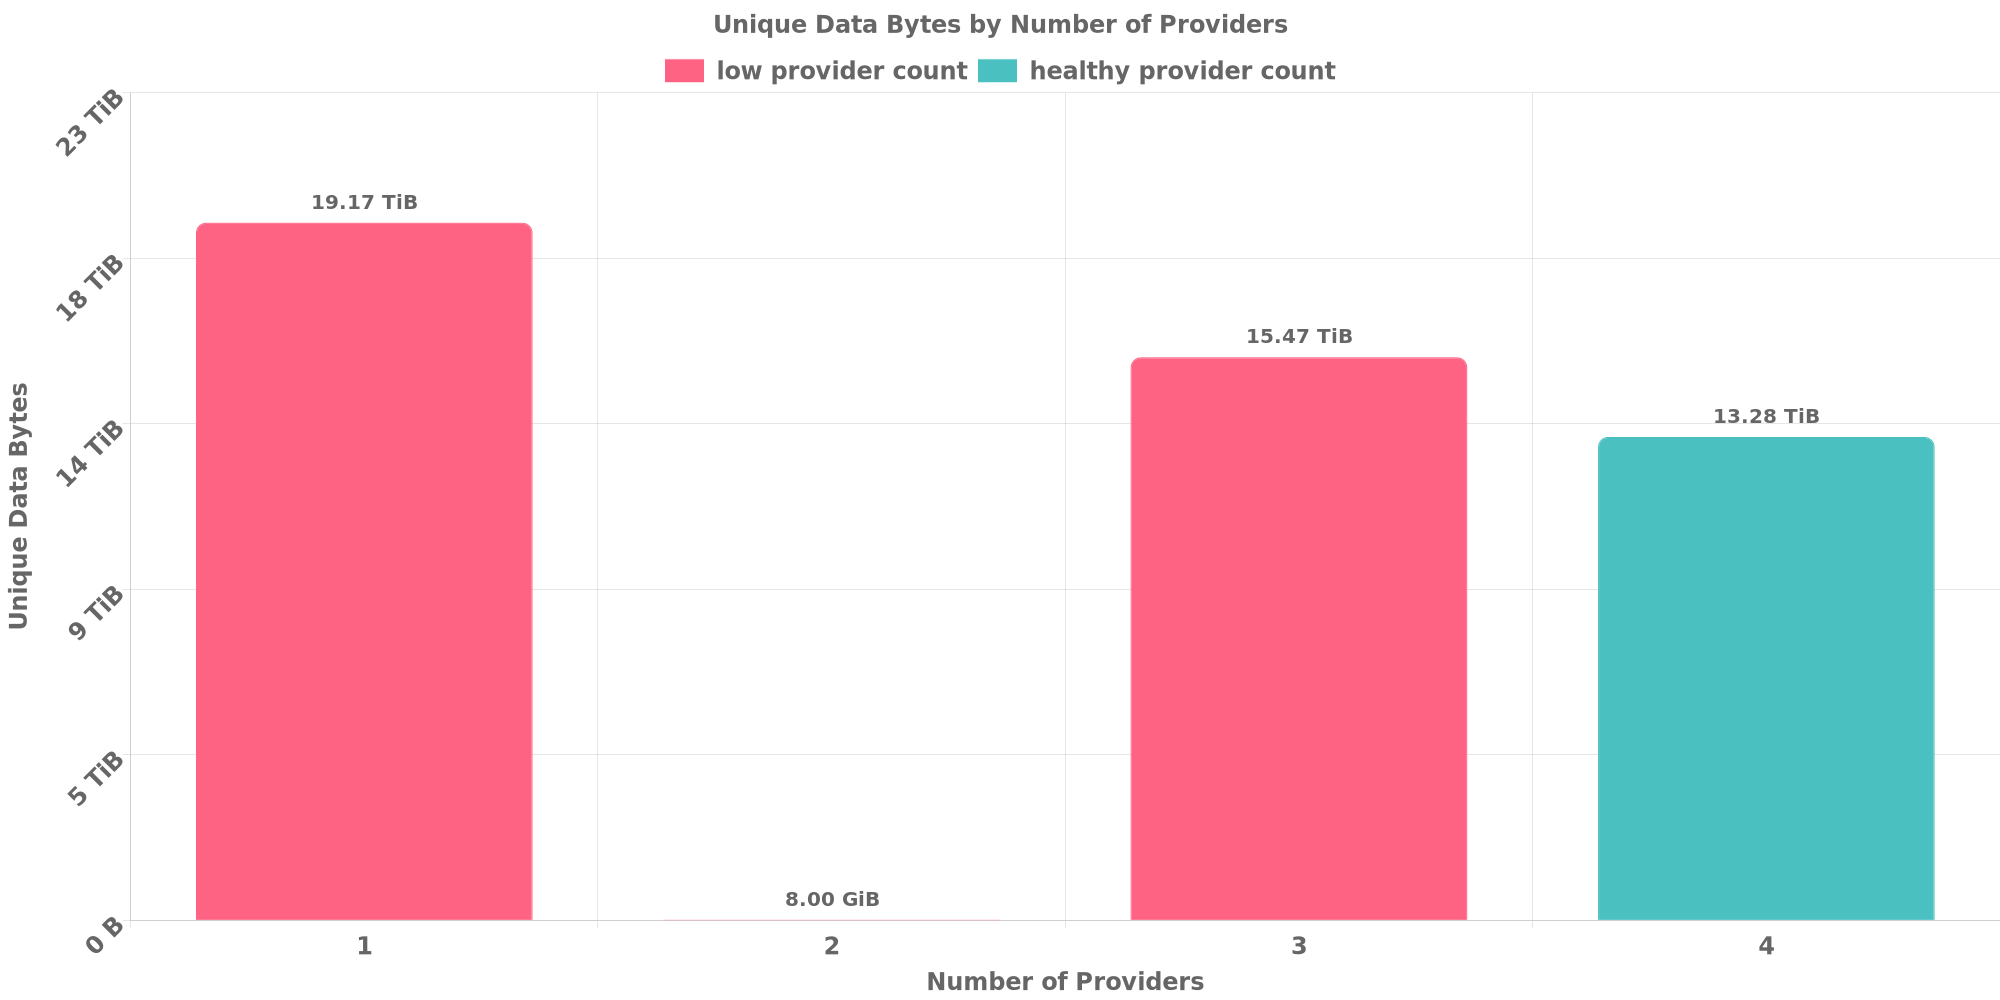 Unique Data Bytes by Number of Providers
low provider count healthy provider count
23 TiB
19.17 TiB
18 TiB
15.47 TiB
14 TiB
13.28 TiB
9 TiB
5 TiB
8.00 GiB
0 B
Unique Data Bytes
1 2 3 4
Number of Providers